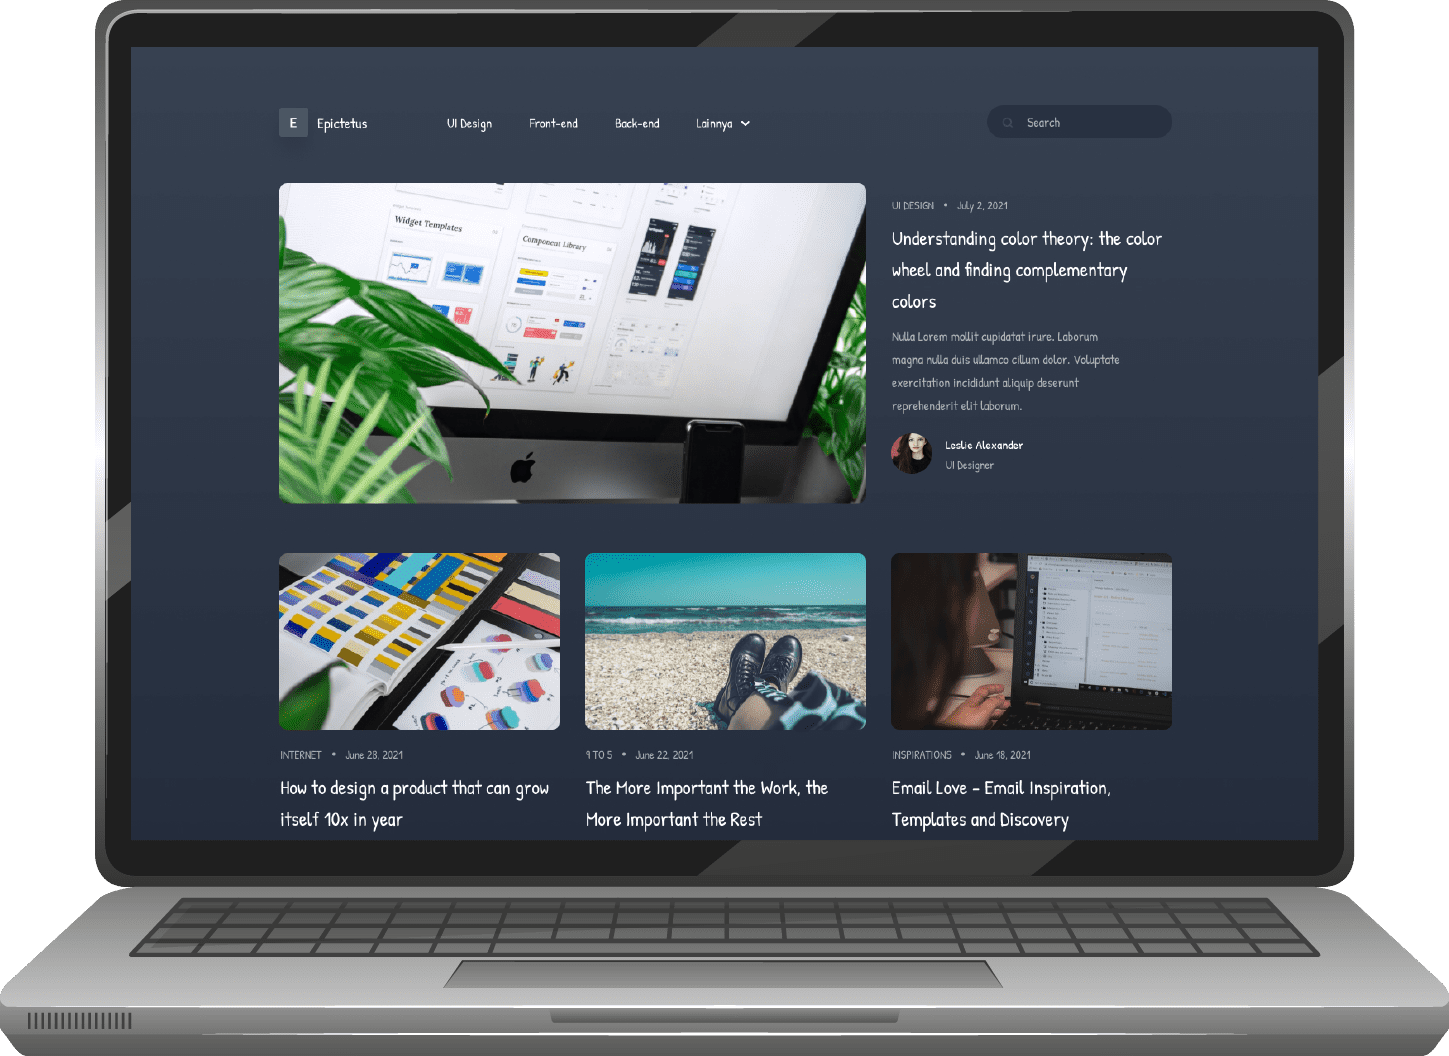 E
Epictetus
UI Design
Front-end
Back-end
Lainnya
Search
Widget Templates
Component Library
UI DESIGN • July 2, 2021
Understanding color theory: the color
wheel and finding complementary
colors
Nulla Lorem mollit cupidatat irure. Laborum
magna nulla duis ullamco cillum dolor. Voluptate
exercitation incididunt aliquip deserunt
reprehenderit elit laborum.
Leslie Alexander
UI Designer
INTERNET • June 28, 2021
How to design a product that can grow
itself 10x in year
9 TO 5 • June 22, 2021
The More Important the Work, the
More Important the Rest
INSPIRATIONS • June 18, 2021
Email Love - Email Inspiration,
Templates and Discovery